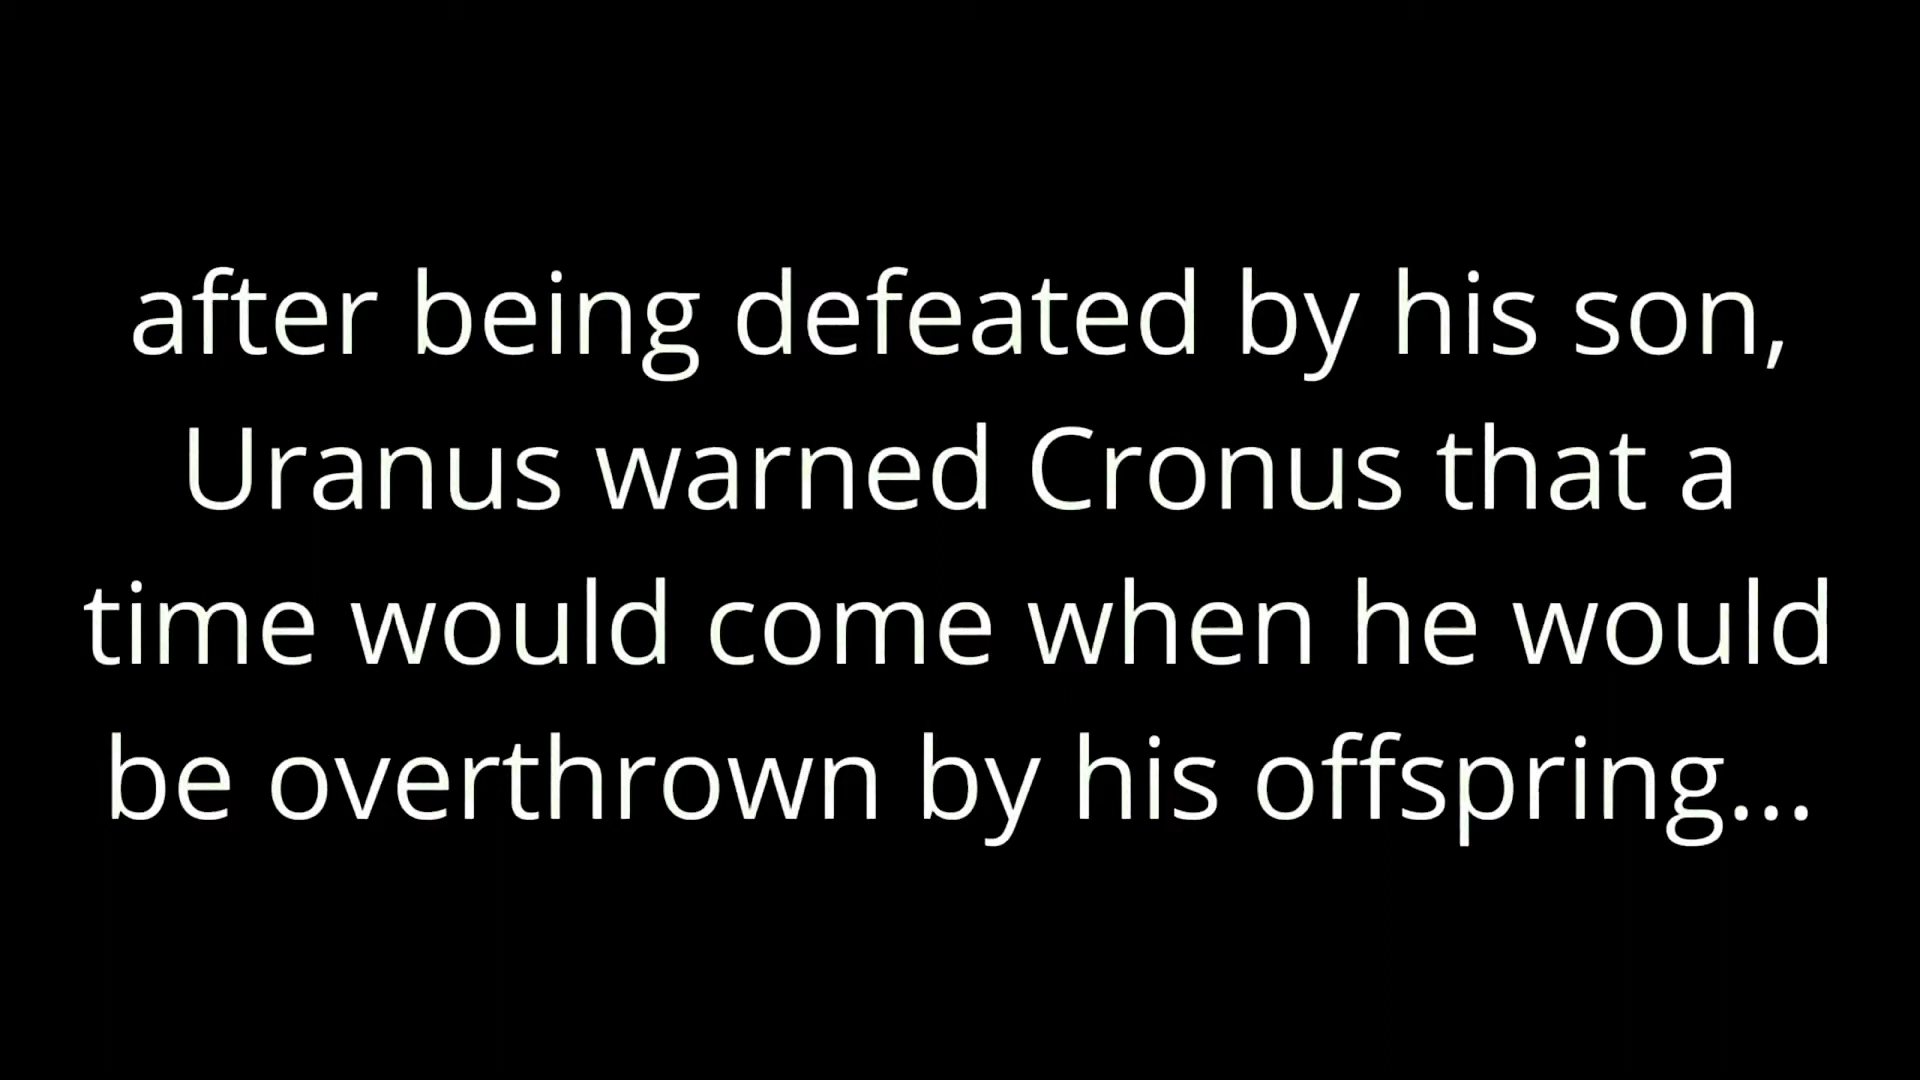 after being defeated by his son,
Uranus warned Cronus that a
time would come when he would
be overthrown by his offspring...